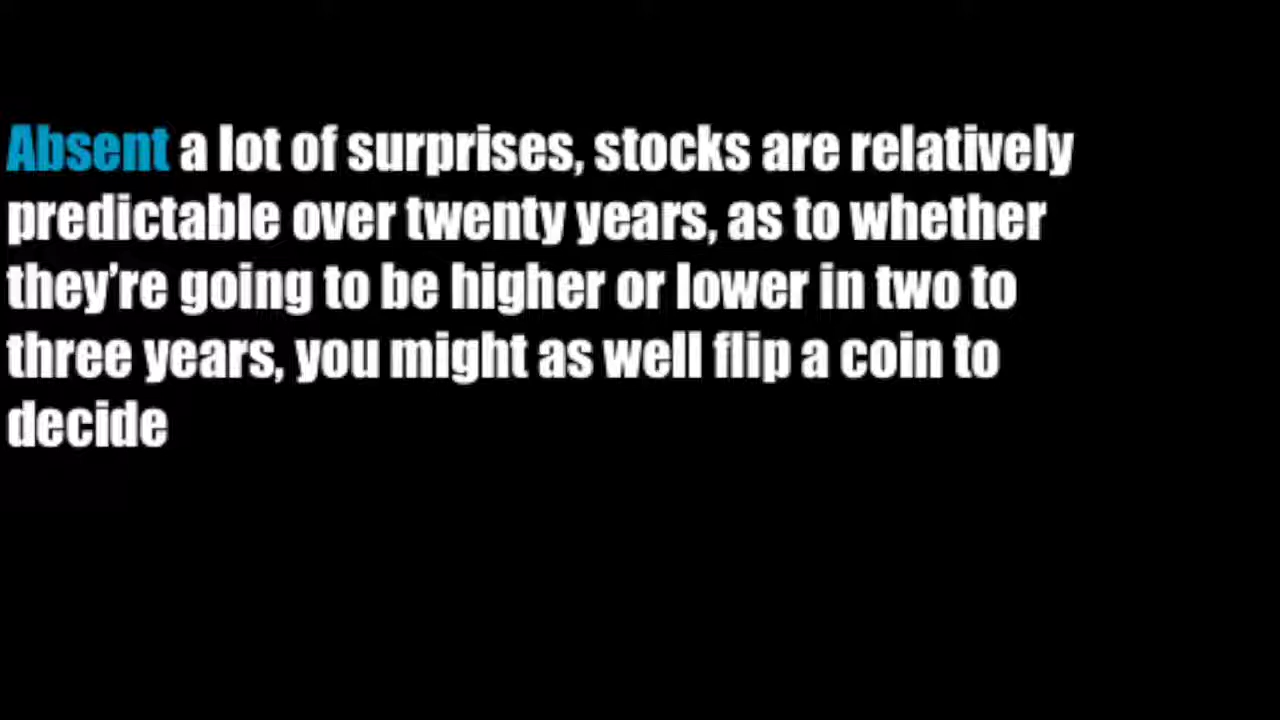 Absent a lot of surprises, stocks are relatively
predictable over twenty years, as to whether
they’re going to be higher or lower in two to
three years, you might as well flip a coin to
decide